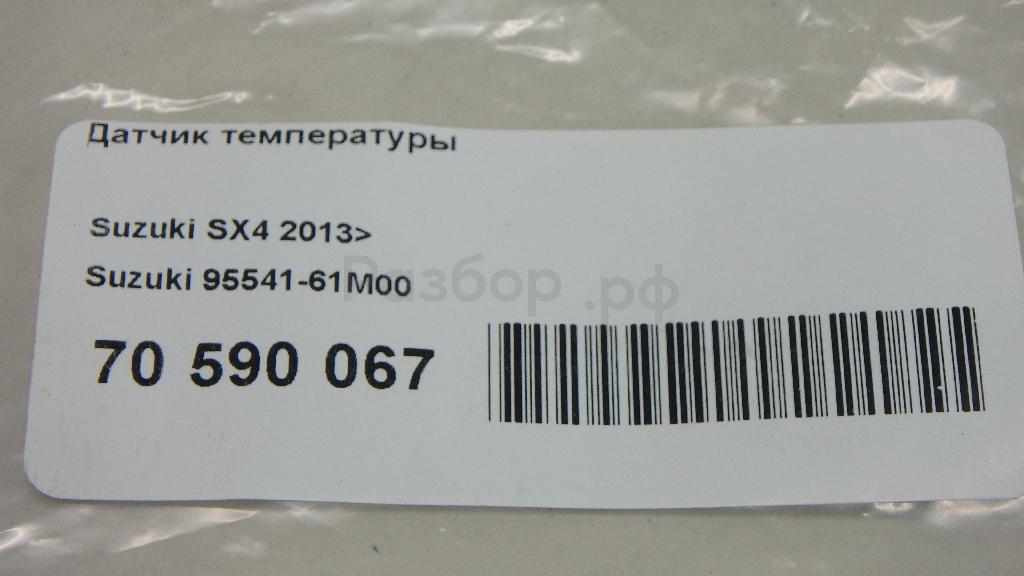 Датчик температуры
Suzuki SX4 2013>
Suzuki 95541-61M00
Разбор.рф
70 590 067